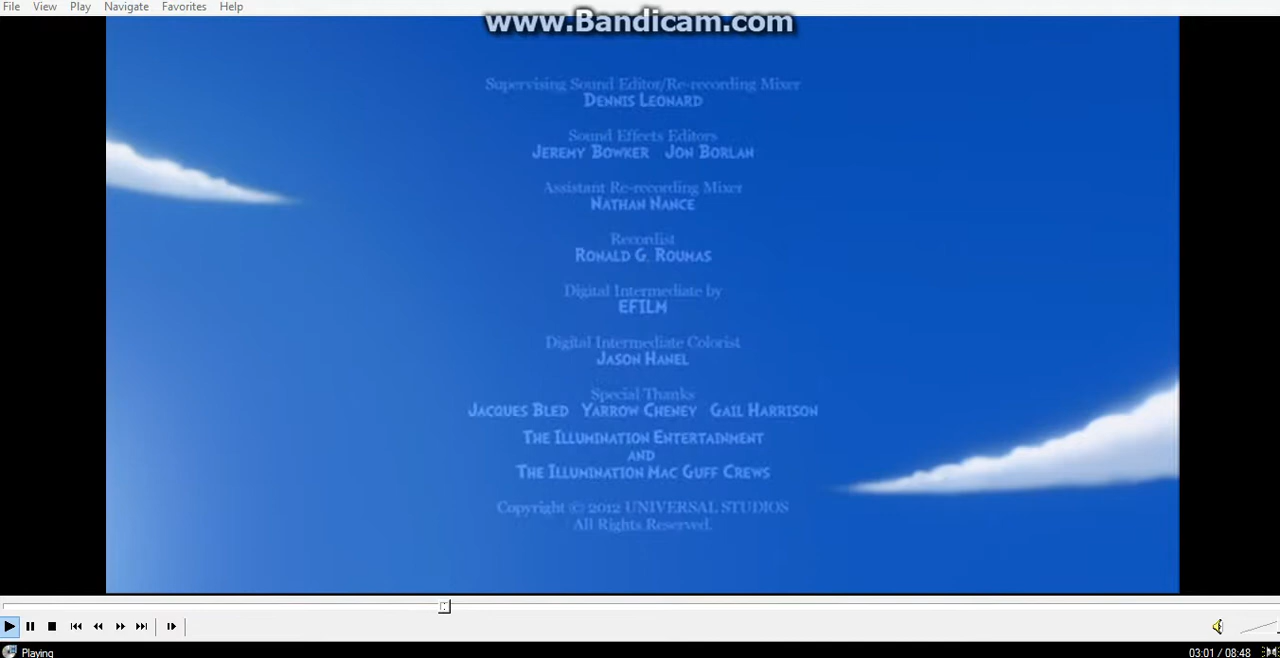 File View Play Navigate Favorites Help
www.Bandicam.com
Supervising Sound Editor/Re-recording Mixer
DENNIS LEONARD
Sound Effects Editors
JEREMY BOWKER JON BORLAN
Assistant Re-recording Mixer
NATHAN NANCE
Recordist
RONALD G. ROUMAS
Digital Intermediate by
EFILM
Digital Intermediate Colorist
JASON HANEL
Special Thanks
JACQUES BLED YARROW CHENEY GAIL HARRISON
THE ILLUMINATION ENTERTAINMENT
AND
THE ILLUMINATION MAC GUFF CREWS
Copyright © 2012 UNIVERSAL STUDIOS
All Rights Reserved.
Playing 03:01 / 08:48